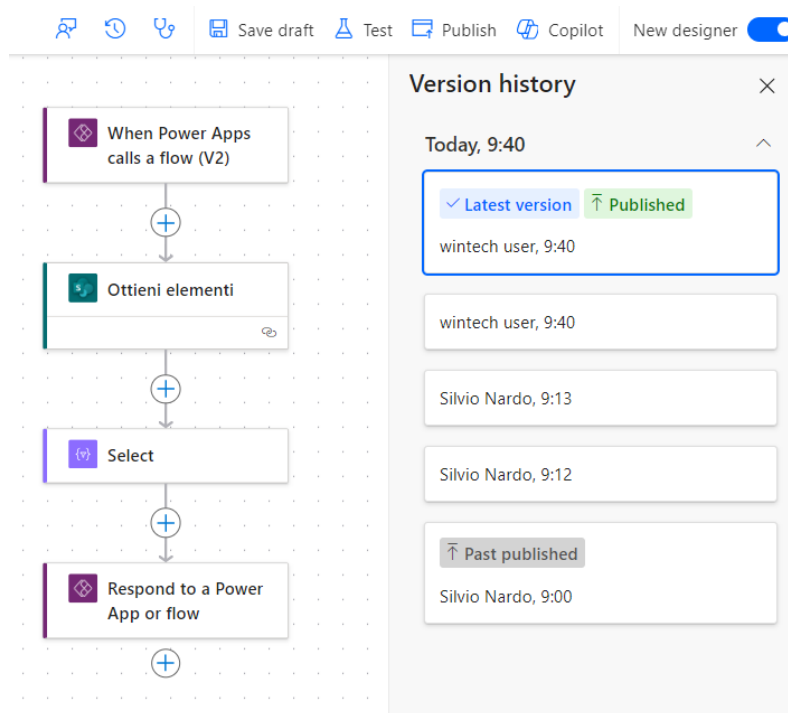 Save draft Test Publish Copilot New designer
When Power Apps
calls a flow (V2)
Ottieni elementi
Select
Respond to a Power
App or flow
Version history
Today, 9:40
Latest version Published
wintech user, 9:40
wintech user, 9:40
Silvio Nardo, 9:13
Silvio Nardo, 9:12
Past published
Silvio Nardo, 9:00